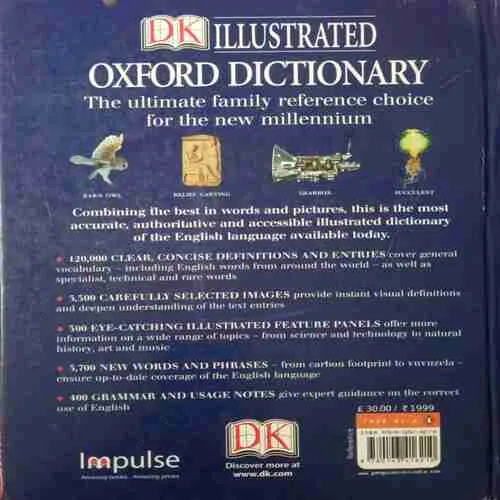 DK ILLUSTRATED
OXFORD DICTIONARY
The ultimate family reference choice
for the new millennium
BARN OWL RELIEF CARVING GEARBOX SUCCULENT
Combining the best in words and pictures, this is the most
accurate, authoritative and accessible illustrated dictionary
of the English language available today.
120,000 CLEAR, CONCISE DEFINITIONS AND ENTRIES cover general
vocabulary – including English words from around the world – as well as
specialist, technical and rare words
3,500 CAREFULLY SELECTED IMAGES provide instant visual definitions
and deepen understanding of the text entries
300 EYE-CATCHING ILLUSTRATED FEATURE PANELS offer more
information on a wide range of topics – from science and technology to natural
history, art and music
3,700 NEW WORDS AND PHRASES – from carbon footprint to vuvuzela –
ensure up-to-date coverage of the English language
400 GRAMMAR AND USAGE NOTES give expert guidance on the correct
use of English
£ 30.00 / ₹ 1999
Impulse
DK
Discover more at
www.dk.com